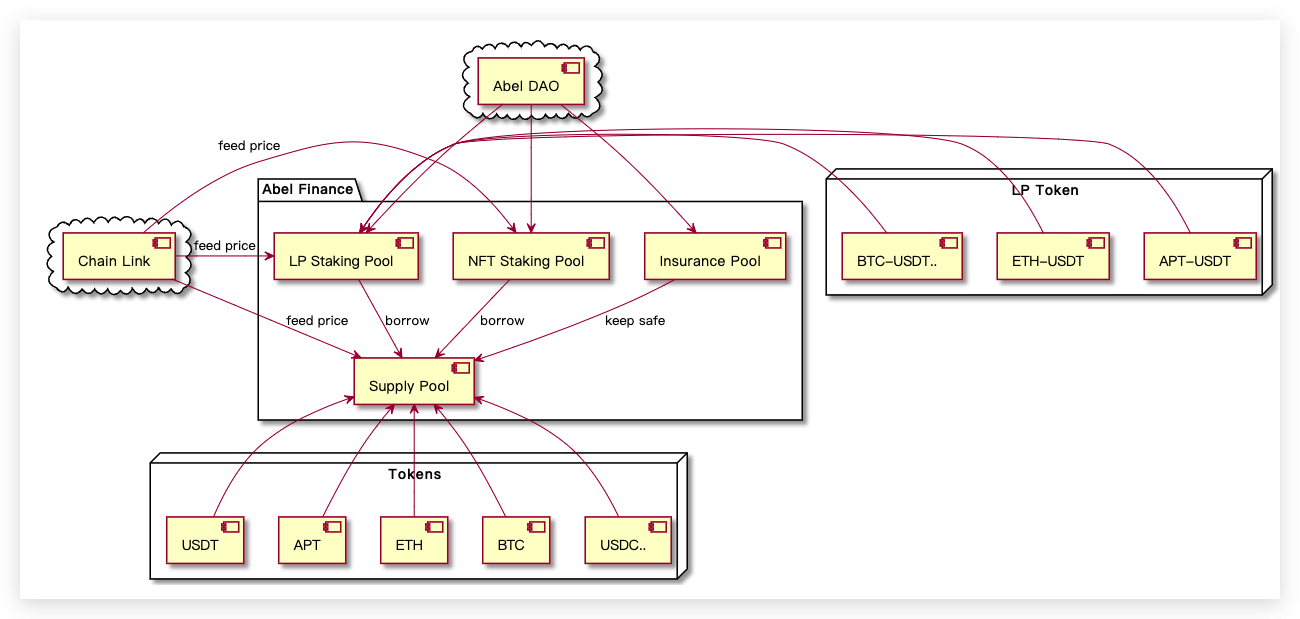 Abel DAO
feed price
Abel Finance
LP Token
feed price
Chain Link
LP Staking Pool
NFT Staking Pool
Insurance Pool
BTC-USDT..
ETH-USDT
APT-USDT
feed price
borrow
borrow
keep safe
Supply Pool
Tokens
USDT
APT
ETH
BTC
USDC..